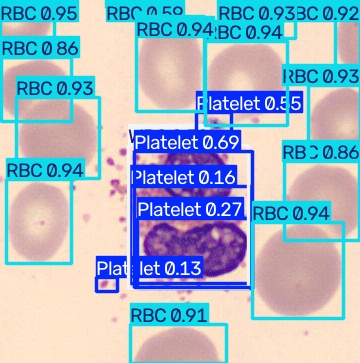 RBC 0.95
RBC 0.59
RBC 0.93
RBC 0.92
RBC 0.94
RBC 0.94
RBC 0.86
RBC 0.93
RBC 0.93
Platelet 0.55
Platelet 0.69
RBC 0.86
RBC 0.94
Platelet 0.16
Platelet 0.27
RBC 0.94
Platelet 0.13
RBC 0.91